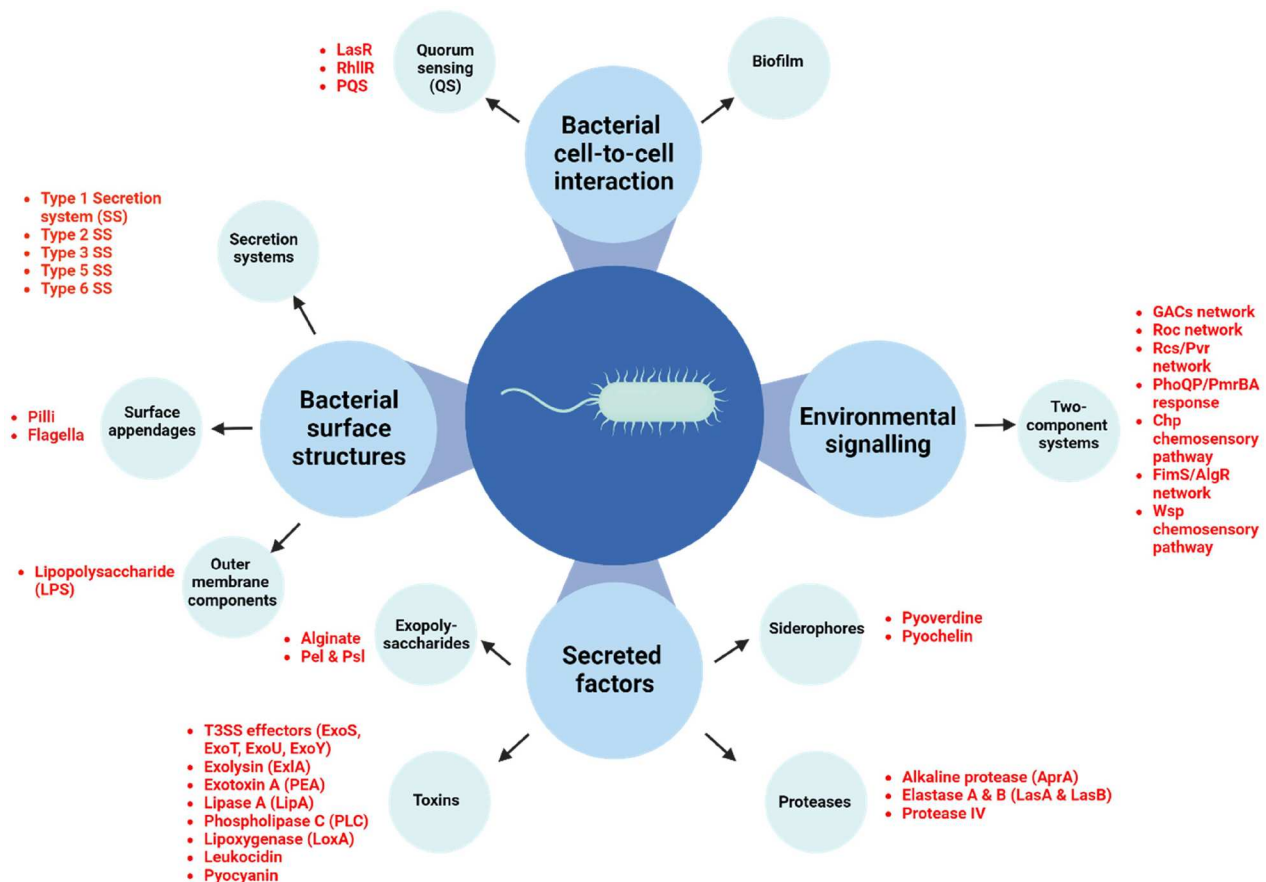 • LasR
• RhlIR
• PQS
Quorum
sensing
(QS)
Biofilm
Bacterial
cell-to-cell
interaction
• Type 1 Secretion
system (SS)
• Type 2 SS
• Type 3 SS
• Type 5 SS
• Type 6 SS
Secretion
systems
• Pilli
• Flagella
Surface
appendages
Bacterial
surface
structures
• Lipopolysaccharide
(LPS)
Outer
membrane
components
Environmental
signalling
Two-
component
systems
• GACs network
• Roc network
• Rcs/Pvr
network
• PhoQP/PmrBA
response
• Chp
chemosensory
pathway
• FimS/AlgR
network
• Wsp
chemosensory
pathway
• Alginate
• Pel & Psl
Exopoly-
saccharides
Secreted
factors
Siderophores
• Pyoverdine
• Pyochelin
• T3SS effectors (ExoS,
ExoT, ExoU, ExoY)
• Exolysin (ExlA)
• Exotoxin A (PEA)
• Lipase A (LipA)
• Phospholipase C (PLC)
• Lipoxygenase (LoxA)
• Leukocidin
• Pyocyanin
Toxins
Proteases
• Alkaline protease (AprA)
• Elastase A & B (LasA & LasB)
• Protease IV